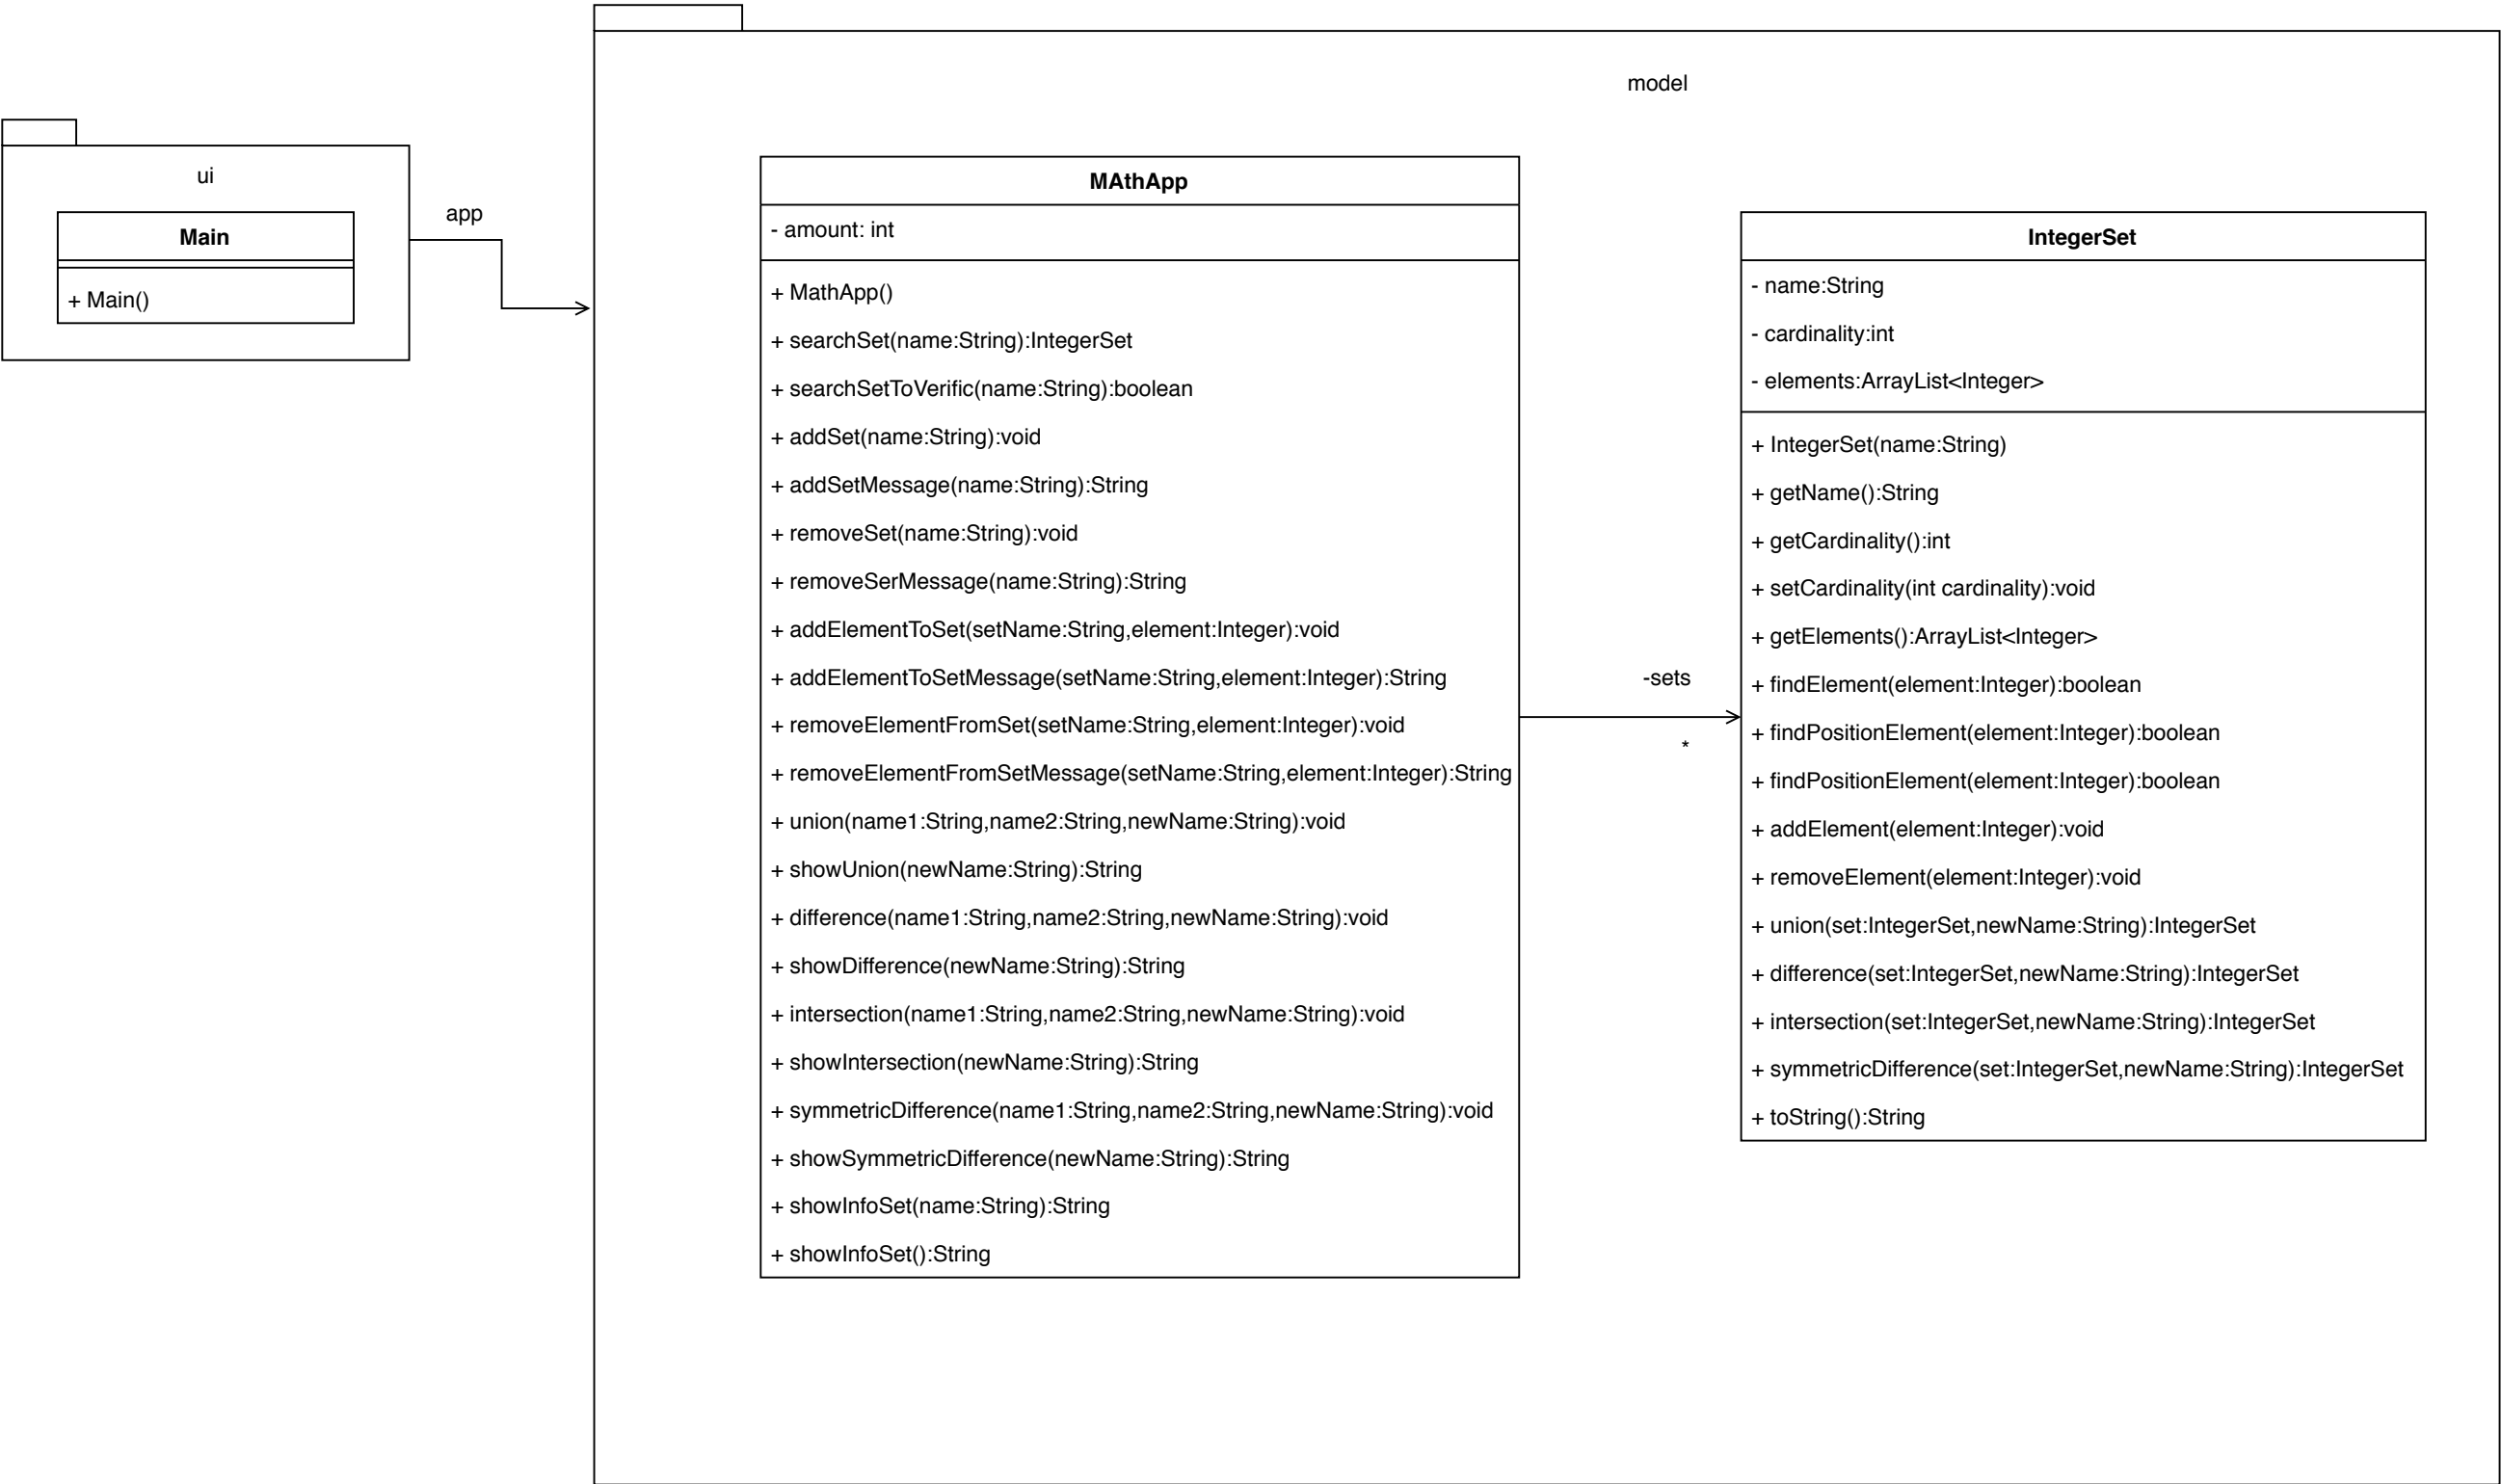 model
ui
Main
+ Main()
app
MAthApp
- amount: int
+ MathApp()
+ searchSet(name:String):IntegerSet
+ searchSetToVerific(name:String):boolean
+ addSet(name:String):void
+ addSetMessage(name:String):String
+ removeSet(name:String):void
+ removeSerMessage(name:String):String
+ addElementToSet(setName:String,element:Integer):void
+ addElementToSetMessage(setName:String,element:Integer):String
+ removeElementFromSet(setName:String,element:Integer):void
+ removeElementFromSetMessage(setName:String,element:Integer):String
+ union(name1:String,name2:String,newName:String):void
+ showUnion(newName:String):String
+ difference(name1:String,name2:String,newName:String):void
+ showDifference(newName:String):String
+ intersection(name1:String,name2:String,newName:String):void
+ showIntersection(newName:String):String
+ symmetricDifference(name1:String,name2:String,newName:String):void
+ showSymmetricDifference(newName:String):String
+ showInfoSet(name:String):String
+ showInfoSet():String
-sets
*
IntegerSet
- name:String
- cardinality:int
- elements:ArrayList<Integer>
+ IntegerSet(name:String)
+ getName():String
+ getCardinality():int
+ setCardinality(int cardinality):void
+ getElements():ArrayList<Integer>
+ findElement(element:Integer):boolean
+ findPositionElement(element:Integer):boolean
+ findPositionElement(element:Integer):boolean
+ addElement(element:Integer):void
+ removeElement(element:Integer):void
+ union(set:IntegerSet,newName:String):IntegerSet
+ difference(set:IntegerSet,newName:String):IntegerSet
+ intersection(set:IntegerSet,newName:String):IntegerSet
+ symmetricDifference(set:IntegerSet,newName:String):IntegerSet
+ toString():String